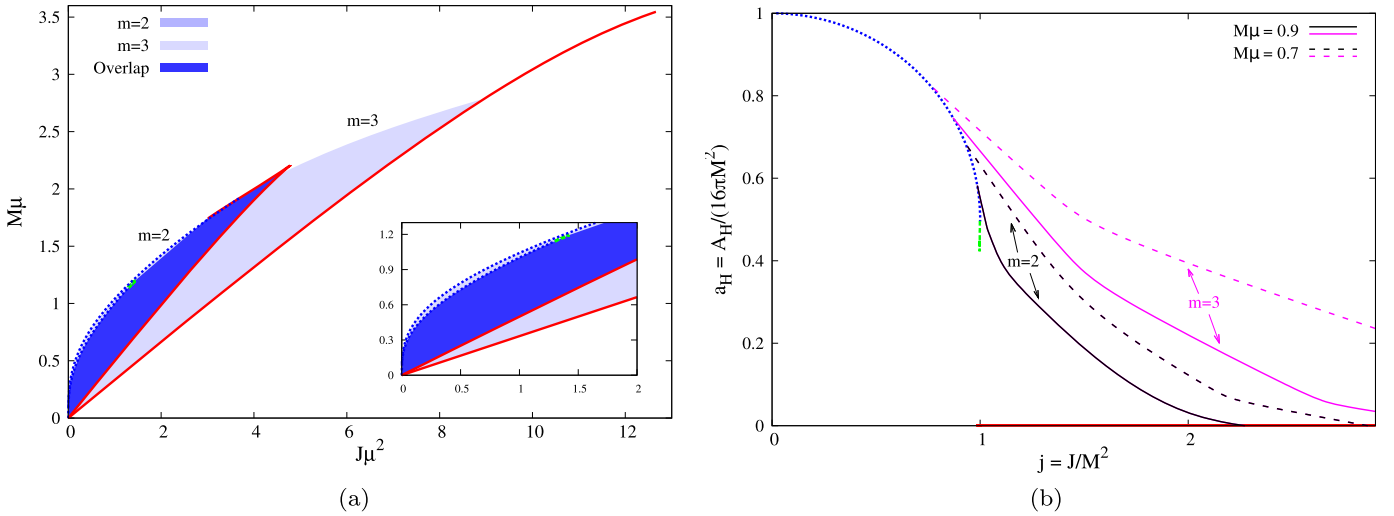 m=2
m=3
Overlap
3.5
3
2.5
2
1.5
1
0.5
0
Mμ
m=3
m=2
1.2
0.9
0.6
0.3
0
0 0.5 1 1.5 2
0 2 4 6 8 10 12
Jμ²
(a)
Mμ = 0.9
Mμ = 0.7
1
0.8
0.6
0.4
0.2
0
a_H = A_H/(16πM²)
m=2
m=3
0 1 2
j = J/M²
(b)